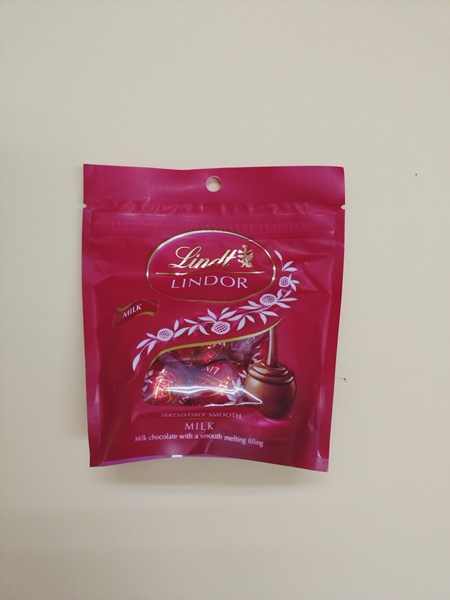 Lindt
LINDOR
MILK
IRRESISTIBLY SMOOTH
MILK
Milk chocolate with a smooth melting filling